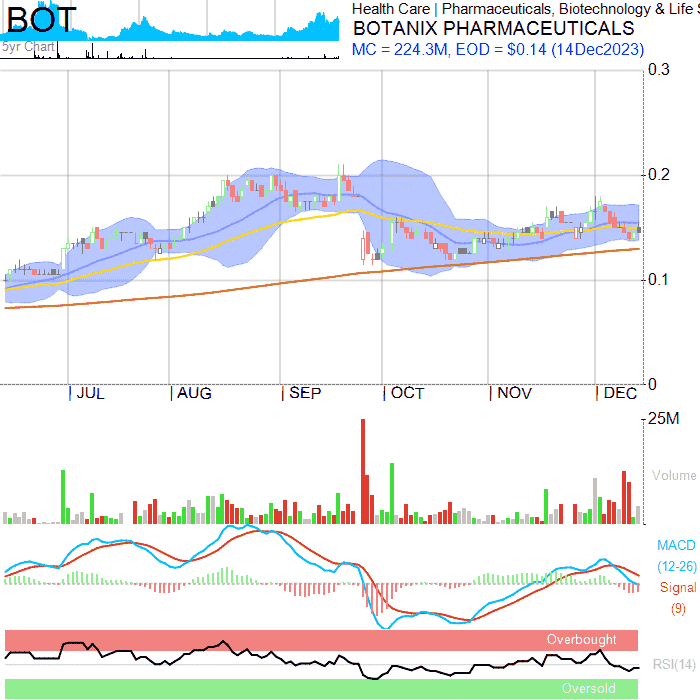 BOT
5yr Chart
Health Care | Pharmaceuticals, Biotechnology & Life S
BOTANIX PHARMACEUTICALS
MC = 224.3M, EOD = $0.14 (14Dec2023)
0.3
0.2
0.1
0
| JUL | AUG | SEP | OCT | NOV | DEC
25M
Volume
MACD
(12-26)
Signal
(9)
Overbought
RSI(14)
Oversold